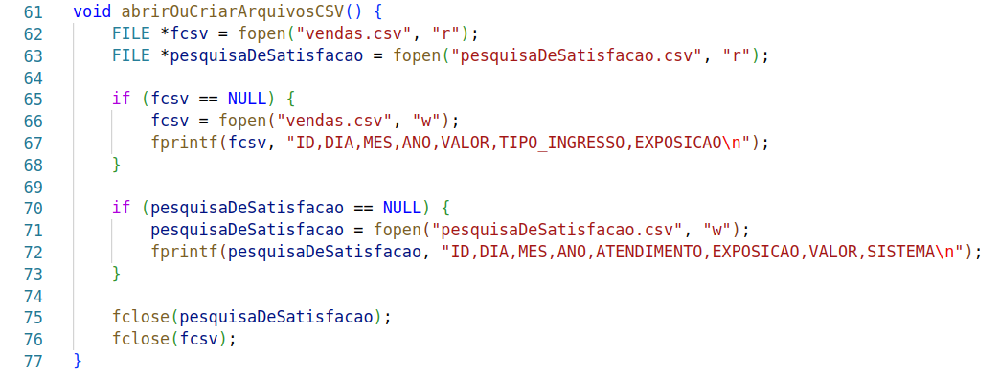 61 void abrirOuCriarArquivosCSV() {
62     FILE *fcsv = fopen("vendas.csv", "r");
63     FILE *pesquisaDeSatisfacao = fopen("pesquisaDeSatisfacao.csv", "r");
64
65     if (fcsv == NULL) {
66         fcsv = fopen("vendas.csv", "w");
67         fprintf(fcsv, "ID,DIA,MES,ANO,VALOR,TIPO_INGRESSO,EXPOSICAO\n");
68     }
69
70     if (pesquisaDeSatisfacao == NULL) {
71         pesquisaDeSatisfacao = fopen("pesquisaDeSatisfacao.csv", "w");
72         fprintf(pesquisaDeSatisfacao, "ID,DIA,MES,ANO,ATENDIMENTO,EXPOSICAO,VALOR,SISTEMA\n");
73     }
74
75     fclose(pesquisaDeSatisfacao);
76     fclose(fcsv);
77 }